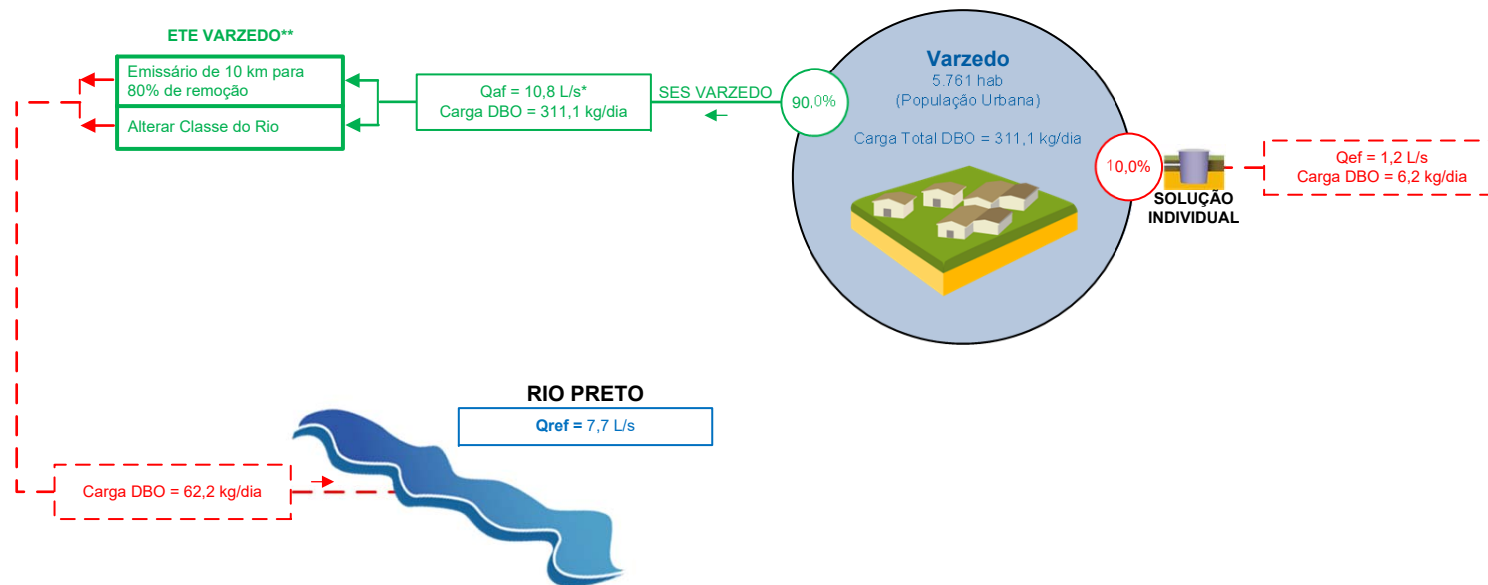 ETE VARZEDO**
Emissário de 10 km para
80% de remoção
Alterar Classe do Rio
Qaf = 10,8 L/s*
Carga DBO = 311,1 kg/dia
SES VARZEDO
90,0%
Varzedo
5.761 hab
(População Urbana)
Carga Total DBO = 311,1 kg/dia
10,0%
SOLUÇÃO
INDIVIDUAL
Qef = 1,2 L/s
Carga DBO = 6,2 kg/dia
RIO PRETO
Qref = 7,7 L/s
Carga DBO = 62,2 kg/dia